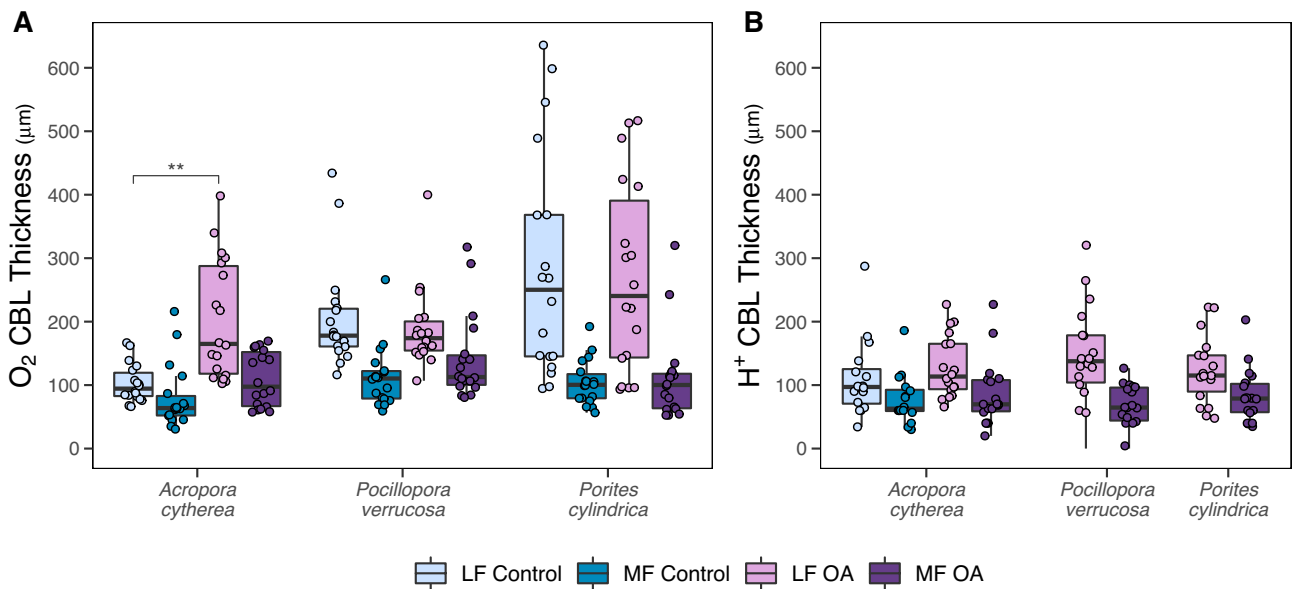 A
B
O₂ CBL Thickness (μm)
600
500
400
300
200
100
0
**
Acropora
cytherea
Pocillopora
verrucosa
Porites
cylindrica
H⁺ CBL Thickness (μm)
600
500
400
300
200
100
0
Acropora
cytherea
Pocillopora
verrucosa
Porites
cylindrica
LF Control MF Control LF OA MF OA